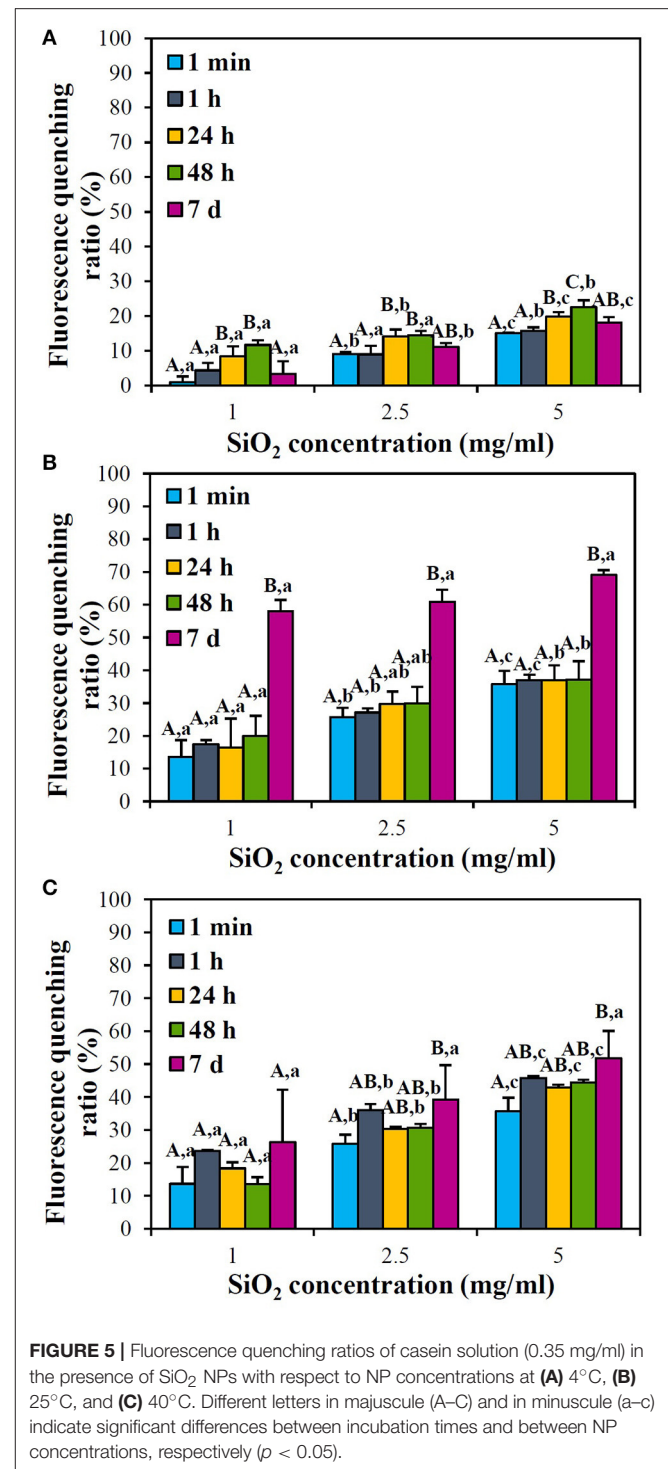 A
100
90
80
70
60
50
40
30
20
10
0
Fluorescence quenching
ratio (%)
1 min
1 h
24 h
48 h
7 d
A,a A,a B,a B,a A,a
A,b A,a B,b B,a AB,b
A,c A,b B,c C,b AB,c
1 2.5 5
SiO₂ concentration (mg/ml)
B
100
90
80
70
60
50
40
30
20
10
0
Fluorescence quenching
ratio (%)
1 min
1 h
24 h
48 h
7 d
A,a A,a A,a A,a B,a
A,b A,b A,ab A,ab B,a
A,c A,c A,b A,b B,a
1 2.5 5
SiO₂ concentration (mg/ml)
C
100
90
80
70
60
50
40
30
20
10
0
Fluorescence quenching
ratio (%)
1 min
1 h
24 h
48 h
7 d
A,a A,a A,a A,a A,a
A,b AB,b AB,b AB,b B,a
A,c AB,c AB,c AB,c B,a
1 2.5 5
SiO₂ concentration (mg/ml)
FIGURE 5 | Fluorescence quenching ratios of casein solution (0.35 mg/ml) in
the presence of SiO₂ NPs with respect to NP concentrations at (A) 4°C, (B)
25°C, and (C) 40°C. Different letters in majuscule (A–C) and in minuscule (a–c)
indicate significant differences between incubation times and between NP
concentrations, respectively (p < 0.05).